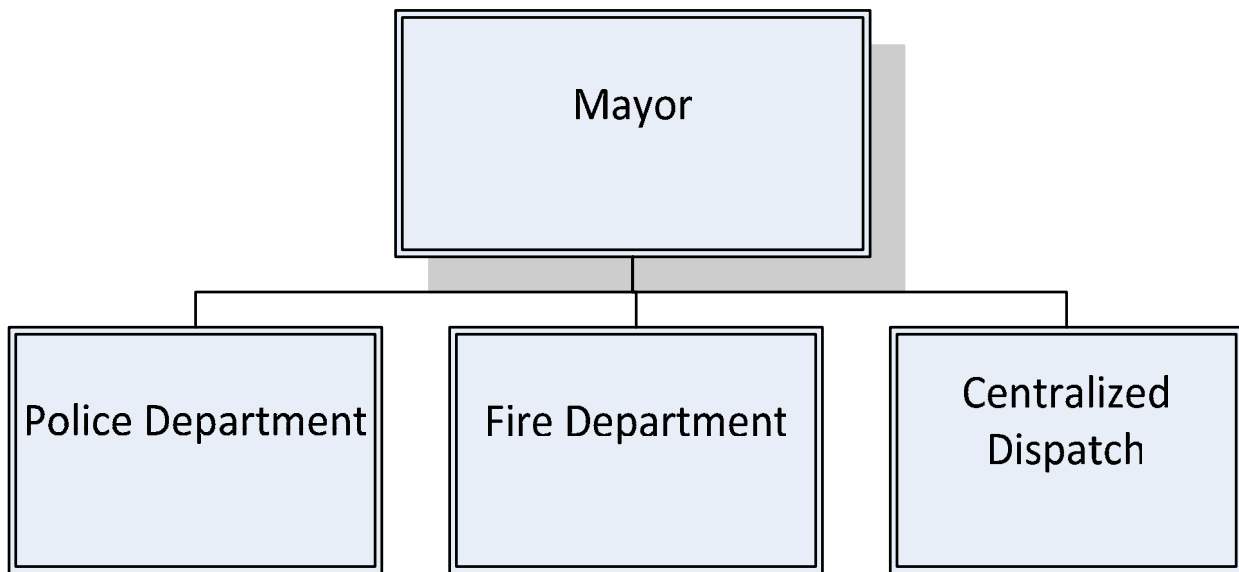 Mayor
Police Department
Fire Department
Centralized
Dispatch